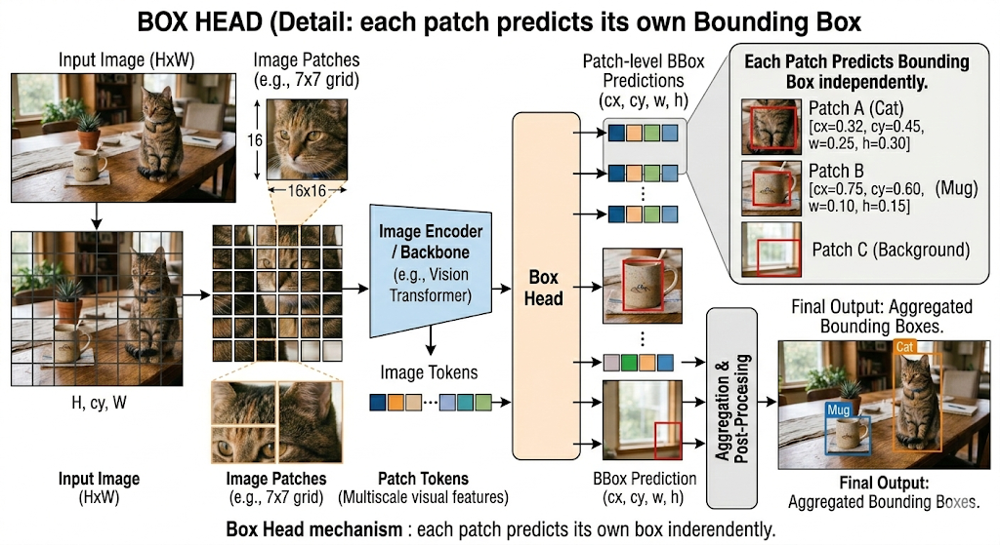 BOX HEAD (Detail: each patch predicts its own Bounding Box
Input Image (HxW)
Image Patches
(e.g., 7x7 grid)
16
16x16
Image Encoder
/ Backbone
(e.g., Vision
Transformer)
Image Tokens
H, cy, W
Input Image
(HxW)
Image Patches
(e.g., 7x7 grid)
Patch Tokens
(Multiscale visual features)
Box
Head
Patch-level BBox
Predictions
(cx, cy, w, h)
Each Patch Predicts Bounding
Box independently.
Patch A (Cat)
[cx=0.32, cy=0.45,
w=0.25, h=0.30]
Patch B
[cx=0.75, cy=0.60, (Mug)
w=0.10, h=0.15]
Patch C (Background)
BBox Prediction
(cx, cy, w, h)
Aggregation &
Post-Processing
Final Output: Aggregated
Bounding Boxes.
Cat
Mug
Final Output:
Aggregated Bounding Boxes.
Box Head mechanism : each patch predicts its own box inderendently.